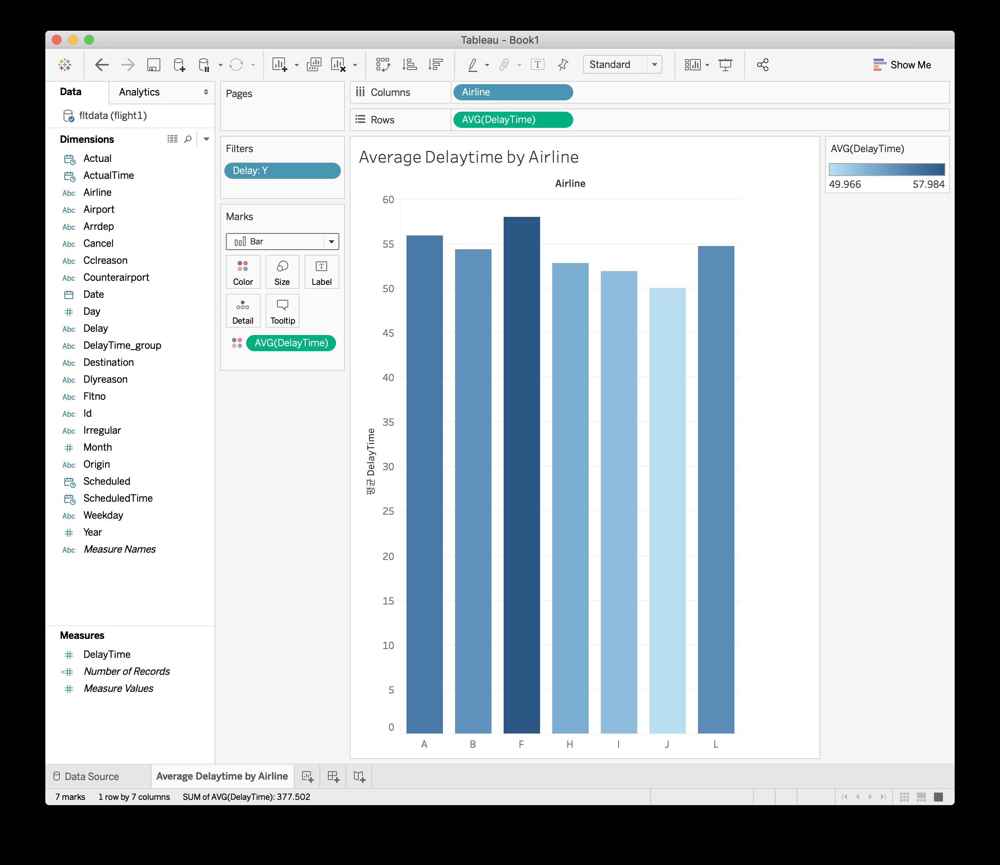 Tableau - Book1
Standard
Show Me
Data
Analytics
fltdata (flight1)
Dimensions
Actual
ActualTime
Abc Airline
Abc Airport
Abc Arrdep
Abc Cancel
Abc Cclreason
Abc Counterairport
Date
Day
Abc Delay
Abc DelayTime_group
Abc Destination
Abc Dlyreason
Abc Fltno
Abc Id
Abc Irregular
Month
Abc Origin
Scheduled
ScheduledTime
Abc Weekday
Year
Abc Measure Names
Measures
DelayTime
Number of Records
Measure Values
Pages
Filters
Delay: Y
Marks
Bar
Color
Size
T
Label
Detail
Tooltip
AVG(DelayTime)
Columns
Airline
Rows
AVG(DelayTime)
Average Delaytime by Airline
Airline
60
55
50
45
40
35
30
25
20
15
10
5
0
평균 DelayTime
A B F H I J L
AVG(DelayTime)
49.966 57.984
Data Source
Average Delaytime by Airline
7 marks 1 row by 7 columns SUM of AVG(DelayTime): 377.502